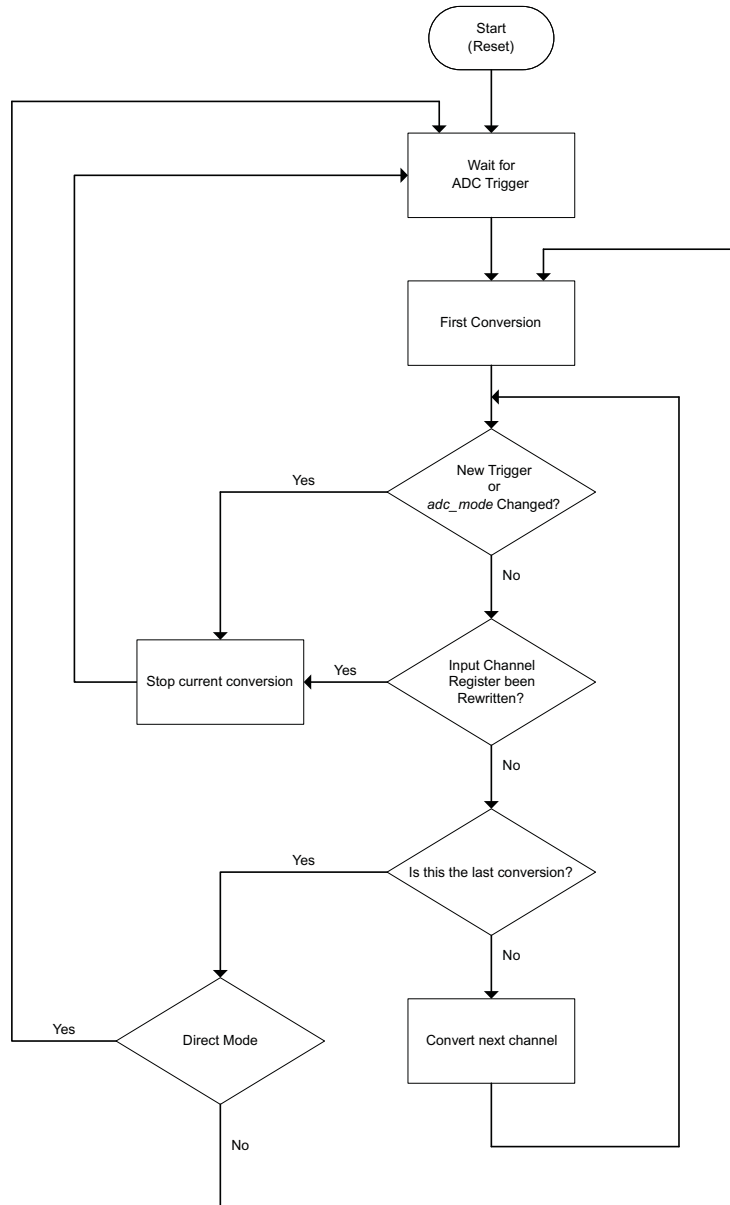 Start
(Reset)
Wait for
ADC Trigger
First Conversion
New Trigger
or
adc_mode Changed?
Yes
No
Input Channel
Register been
Rewritten?
Yes
Stop current conversion
No
Is this the last conversion?
Yes
No
Direct Mode
Yes
Convert next channel
No